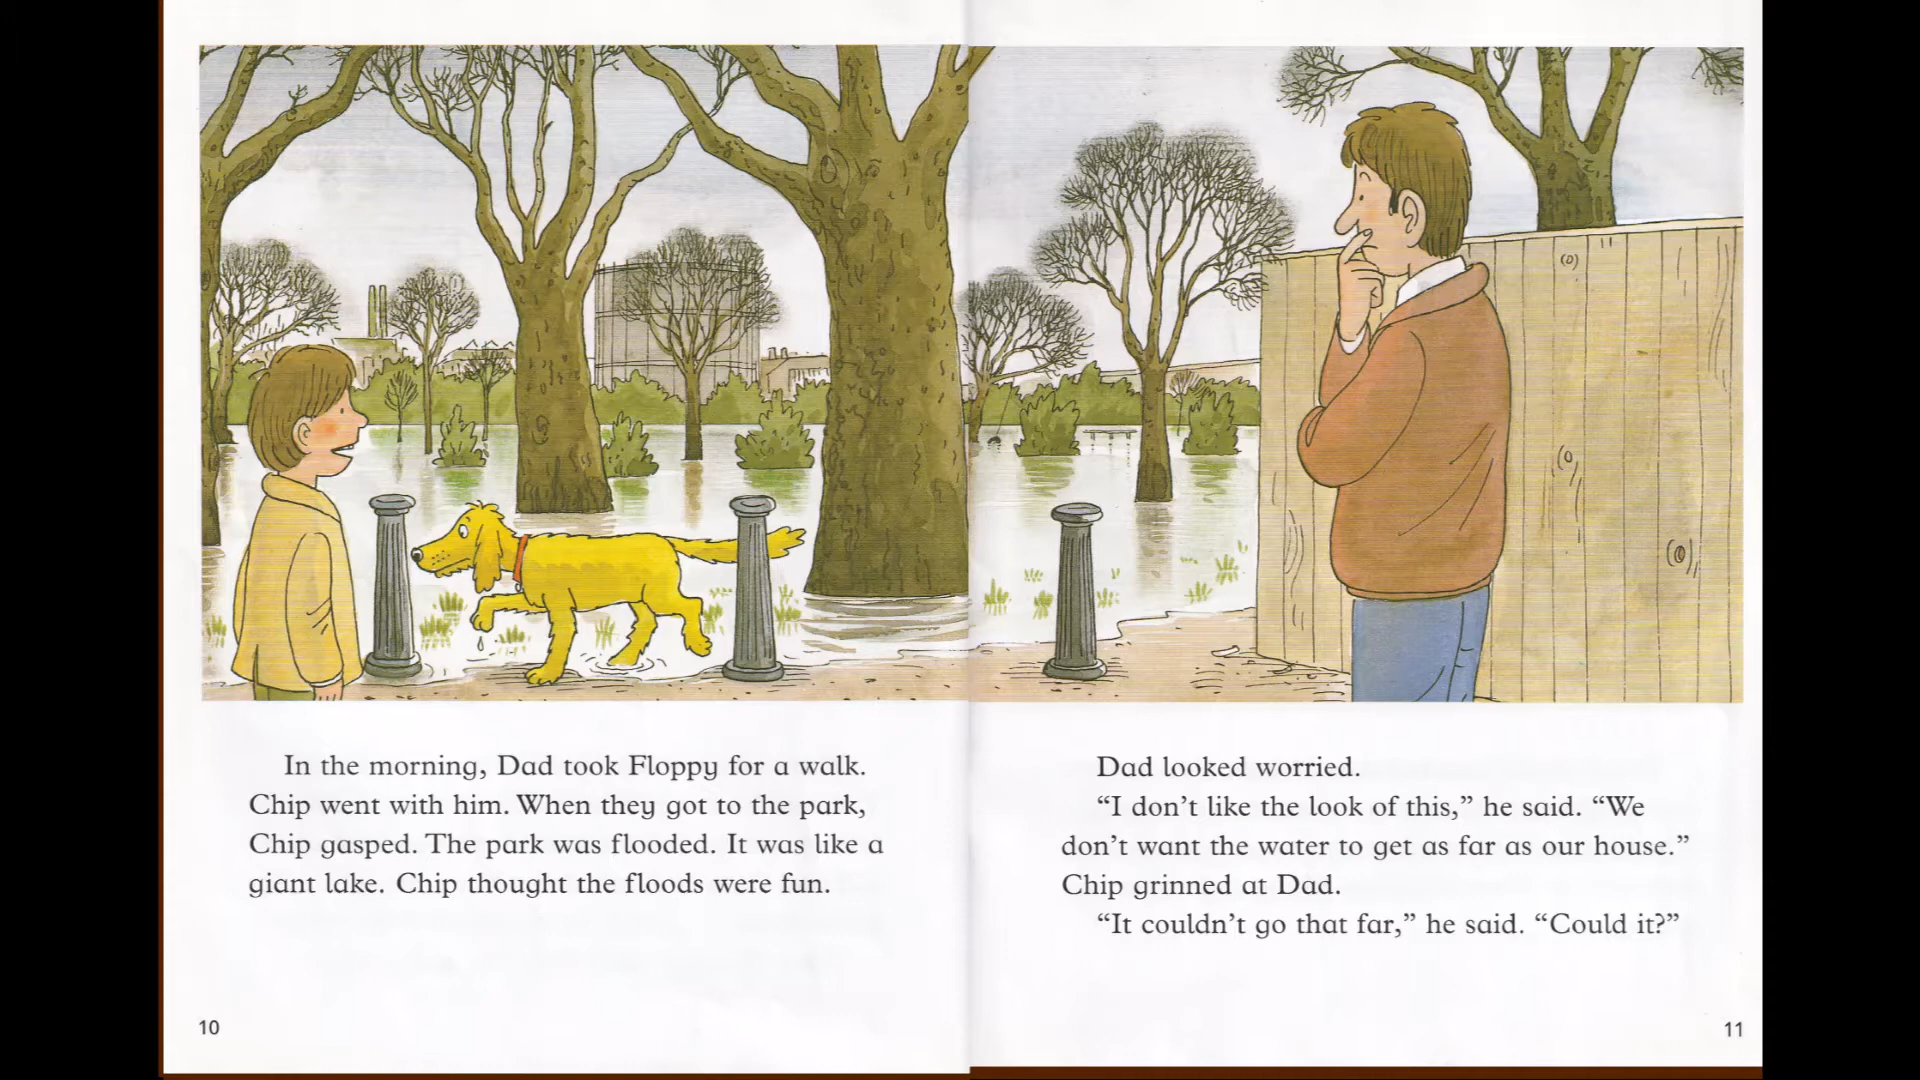 In the morning, Dad took Floppy for a walk.
Chip went with him. When they got to the park,
Chip gasped. The park was flooded. It was like a
giant lake. Chip thought the floods were fun.
10
Dad looked worried.
“I don’t like the look of this,” he said. “We
don’t want the water to get as far as our house.”
Chip grinned at Dad.
“It couldn’t go that far,” he said. “Could it?”
11